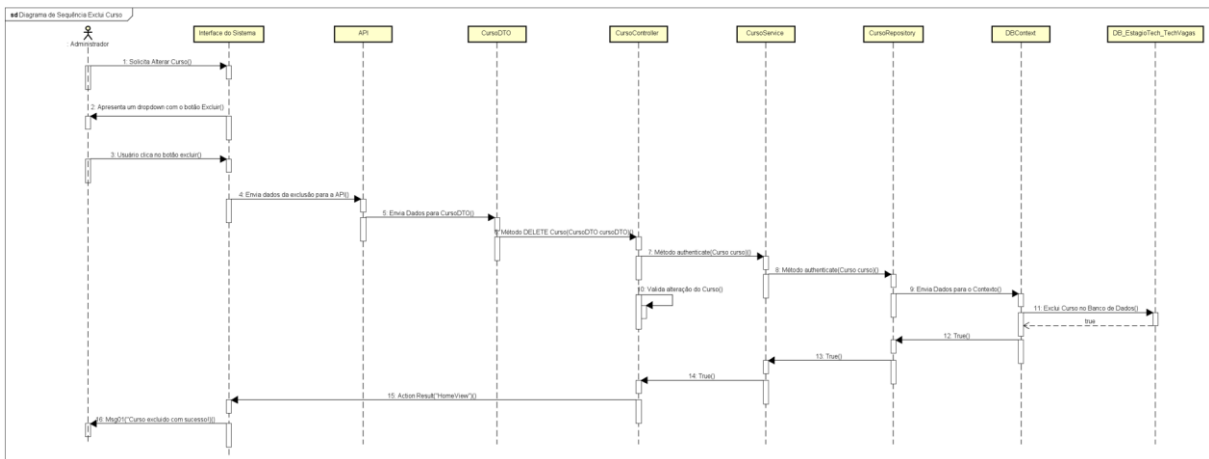 sd Diagrama de Sequência Exclui Curso
: Administrador
Interface do Sistema
API
CursoDTO
CursoController
CursoService
CursoRepository
DBContext
DB_EstagioTech_TechVagas
1: Solicita Alterar Curso()
2: Apresenta um dropdown com o botão Excluir()
3: Usuário clica no botão excluir()
4: Envia dados da exclusão para a API()
5: Envia Dados para CursoDTO()
Método DELETE Curso(CursoDTO cursoDTO)()
7: Método authenticate(Curso curso)()
8: Método authenticate(Curso curso)()
9: Envia Dados para o Contexto()
10: Valida alteração do Curso()
11: Exclui Curso no Banco de Dados()
true
12: True()
13: True()
14: True()
15: Action Result("HomeView")()
16: Msg01("Curso excluído com sucesso!)()